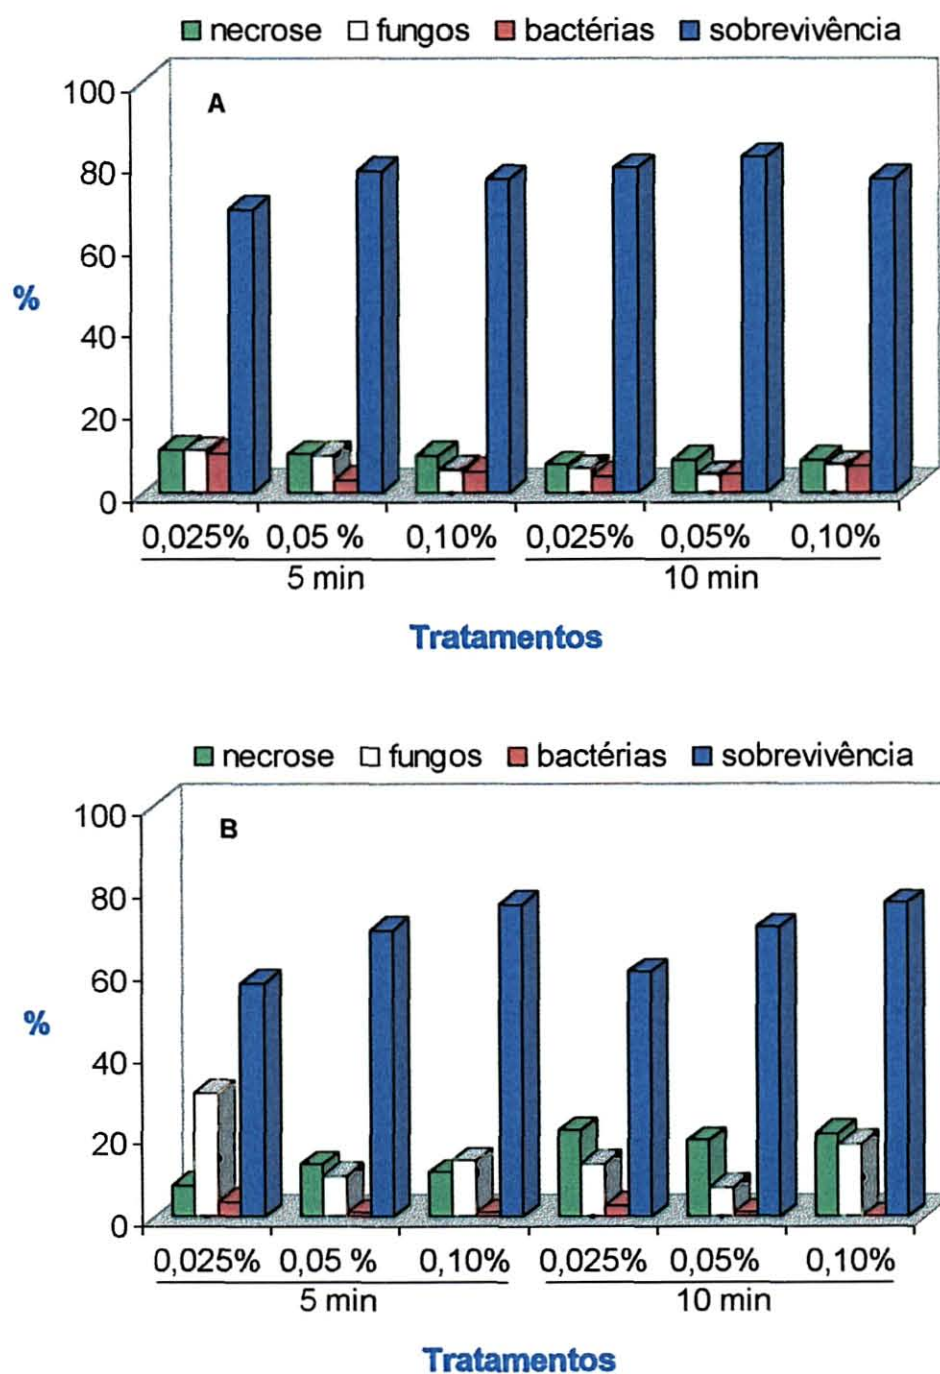 necrose fungos bactérias sobrevivência
A
100
80
60
40
20
0
%
0,025% 0,05 % 0,10% 0,025% 0,05% 0,10%
5 min 10 min
Tratamentos
necrose fungos bactérias sobrevivência
B
100
80
60
40
20
0
%
0,025% 0,05 % 0,10% 0,025% 0,05% 0,10%
5 min 10 min
Tratamentos